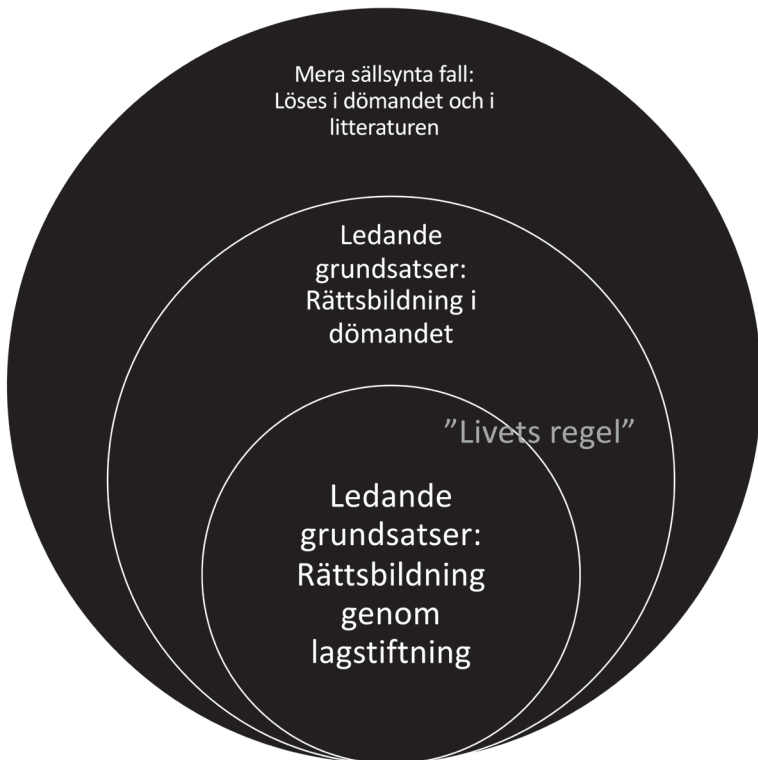 Mera sällsynta fall:
Löses i dömandet och i
litteraturen
Ledande
grundsatser:
Rättsbildning i
dömandet
”Livets regel”
Ledande
grundsatser:
Rättsbildning
genom
lagstiftning